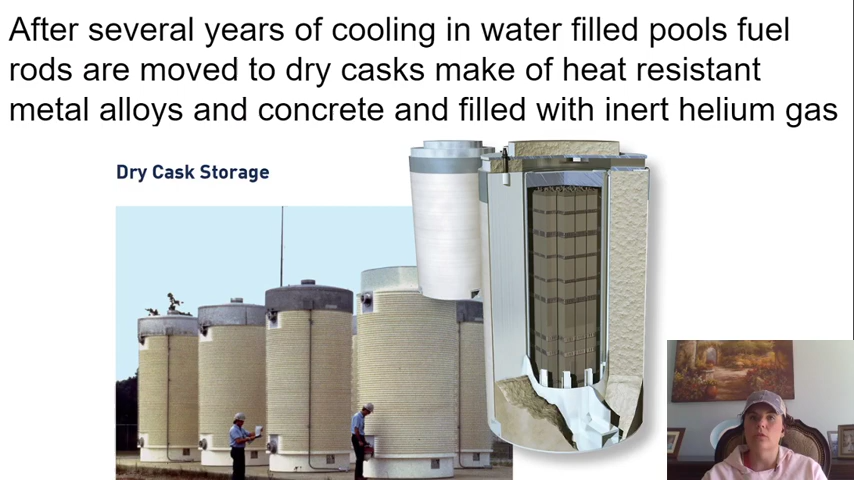 After several years of cooling in water filled pools fuel
rods are moved to dry casks make of heat resistant
metal alloys and concrete and filled with inert helium gas
Dry Cask Storage